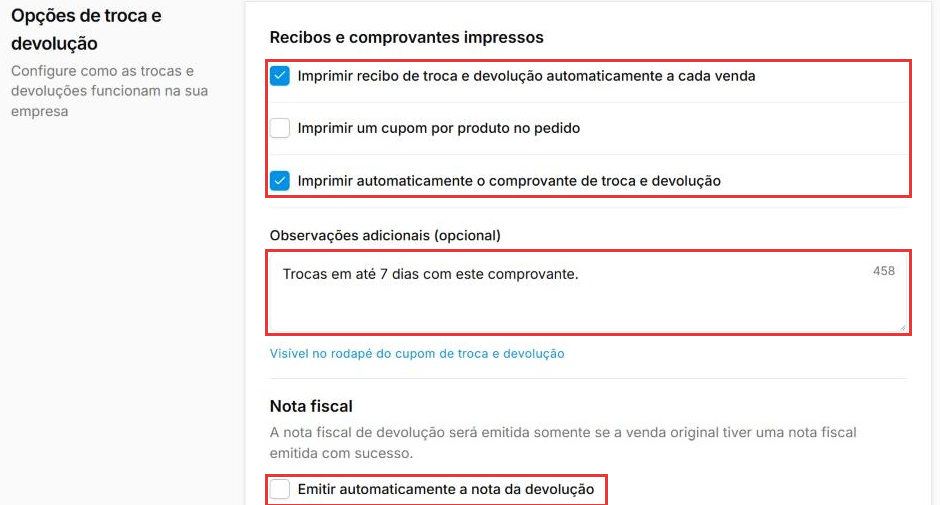 Opções de troca e
devolução
Configure como as trocas e
devoluções funcionam na sua
empresa
Recibos e comprovantes impressos
Imprimir recibo de troca e devolução automaticamente a cada venda
Imprimir um cupom por produto no pedido
Imprimir automaticamente o comprovante de troca e devolução
Observações adicionais (opcional)
Trocas em até 7 dias com este comprovante.
458
Visível no rodapé do cupom de troca e devolução
Nota fiscal
A nota fiscal de devolução será emitida somente se a venda original tiver uma nota fiscal
emitida com sucesso.
Emitir automaticamente a nota da devolução